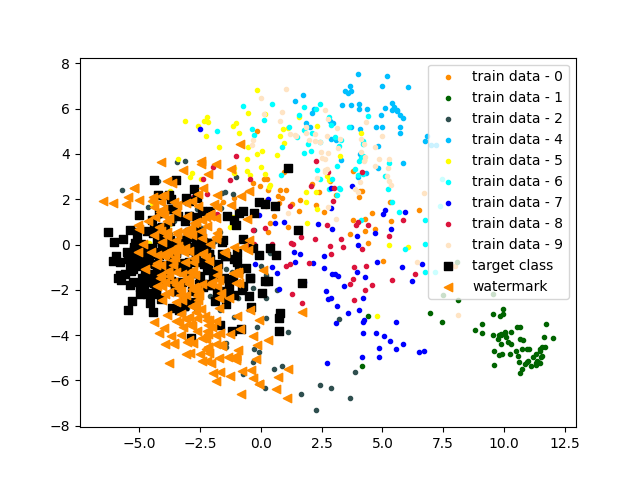 8
6
4
2
0
−2
−4
−6
−8
−5.0
−2.5
0.0
2.5
5.0
7.5
10.0
12.5
train data - 0
train data - 1
train data - 2
train data - 4
train data - 5
train data - 6
train data - 7
train data - 8
train data - 9
target class
watermark